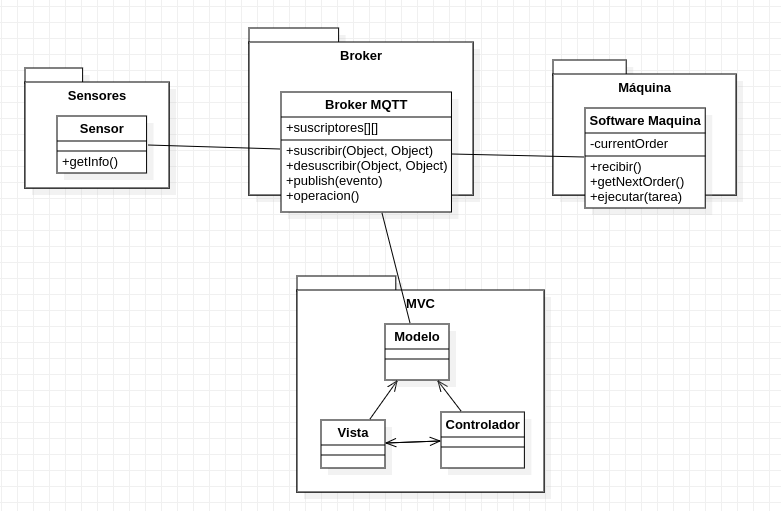 Sensores
Sensor
+getInfo()
Broker
Broker MQTT
+suscriptores[][]
+suscribir(Object, Object)
+desuscribir(Object, Object)
+publish(evento)
+operacion()
Máquina
Software Maquina
-currentOrder
+recibir()
+getNextOrder()
+ejecutar(tarea)
MVC
Modelo
Vista
Controlador